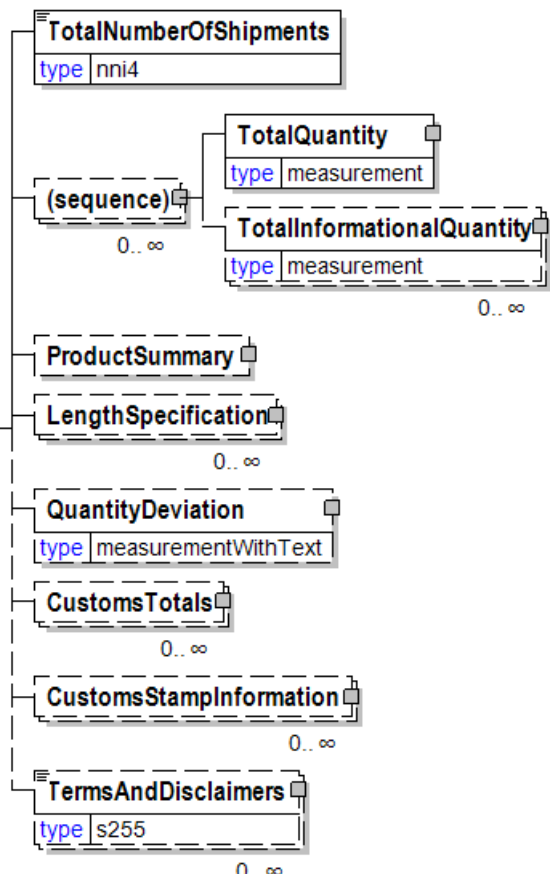 TotalNumberOfShipments
type nni4
TotalQuantity
type measurement
(sequence)
0.. ∞
TotalInformationalQuantity
type measurement
0.. ∞
ProductSummary
LengthSpecification
0.. ∞
QuantityDeviation
type measurementWithText
CustomsTotals
0.. ∞
CustomsStampInformation
0.. ∞
TermsAndDisclaimers
type s255
0.. ∞